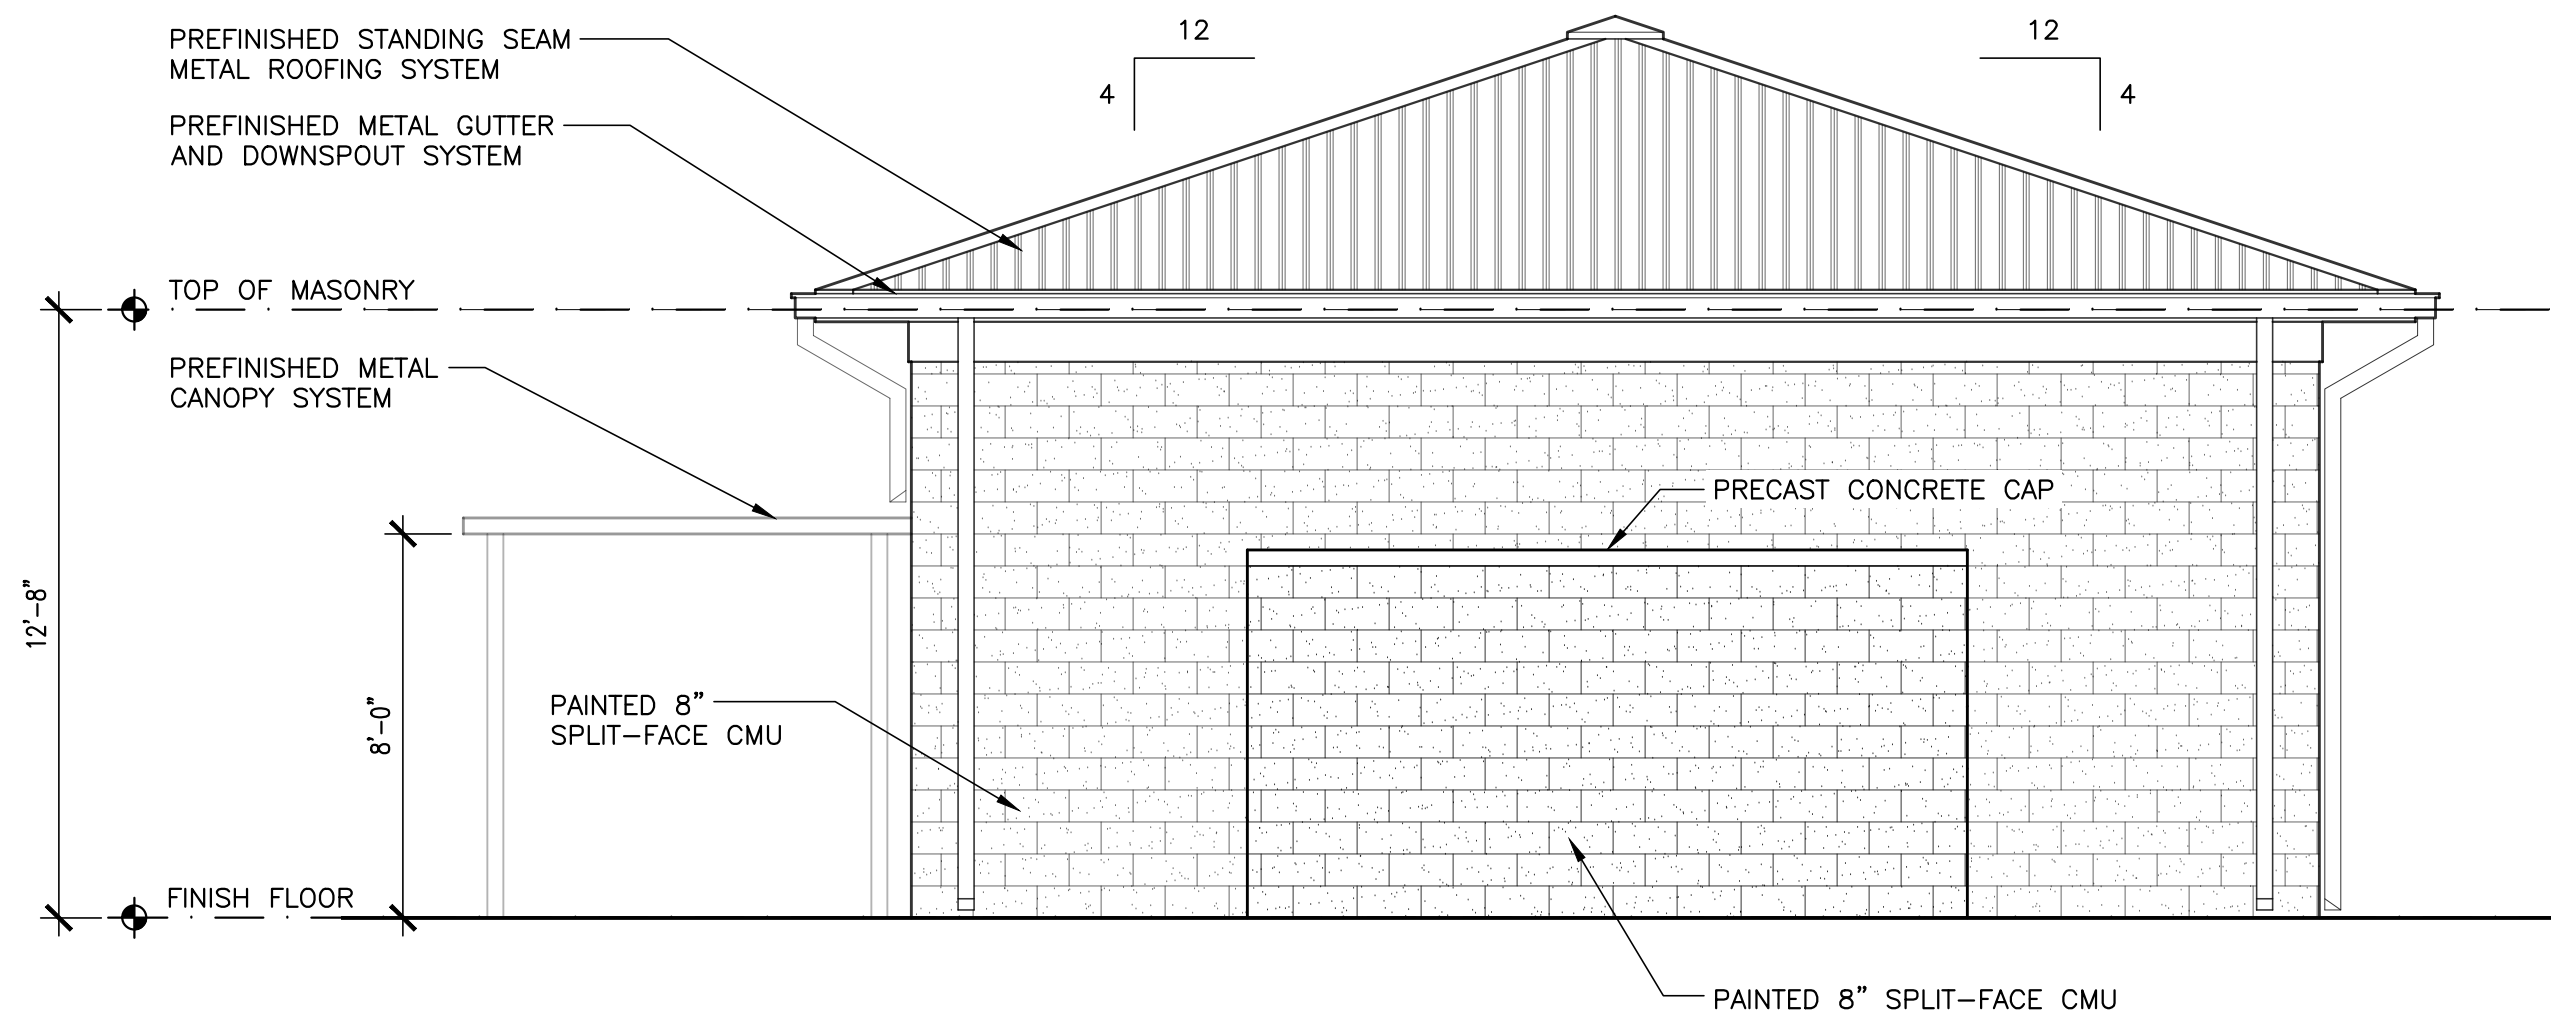 PREFINISHED STANDING SEAM
METAL ROOFING SYSTEM
12
4
12
4
PREFINISHED METAL GUTTER
AND DOWNSPOUT SYSTEM
TOP OF MASONRY
PREFINISHED METAL
CANOPY SYSTEM
PRECAST CONCRETE CAP
12'-8"
8'-0"
PAINTED 8"
SPLIT-FACE CMU
FINISH FLOOR
PAINTED 8" SPLIT-FACE CMU